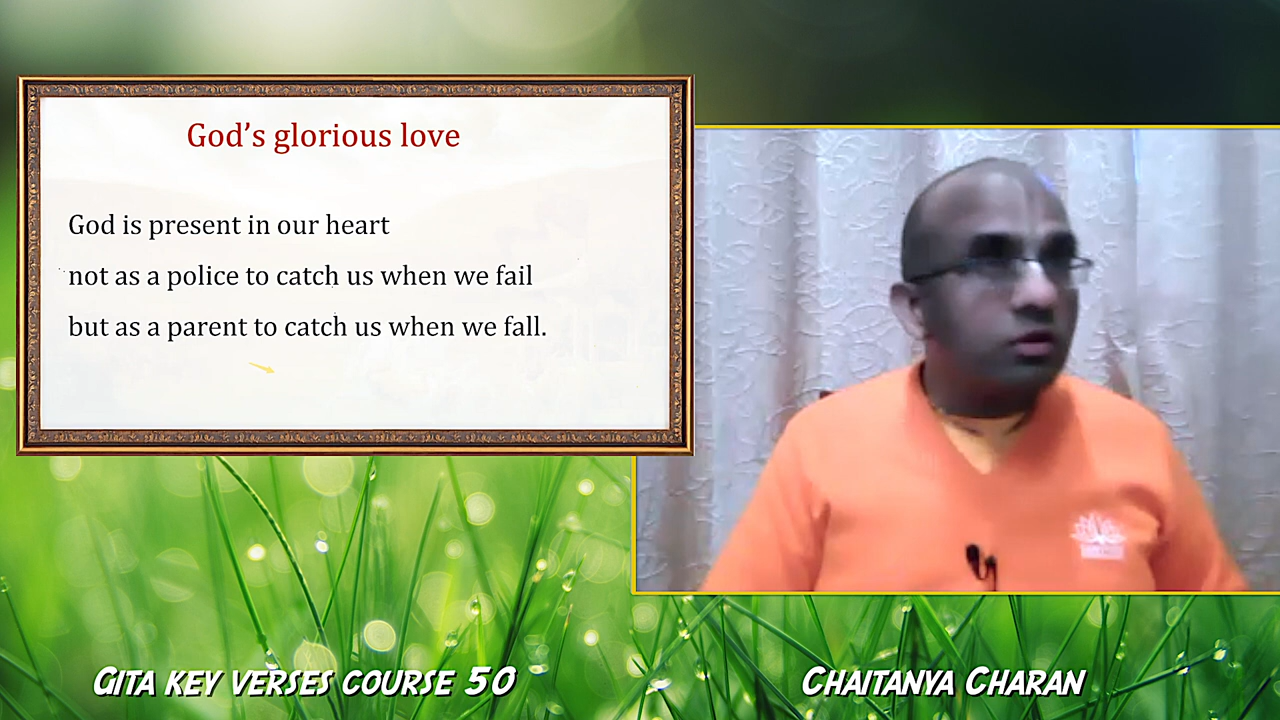 God’s glorious love
God is present in our heart
not as a police to catch us when we fail
but as a parent to catch us when we fall.
GITA KEY VERSES COURSE 50
CHAITANYA CHARAN